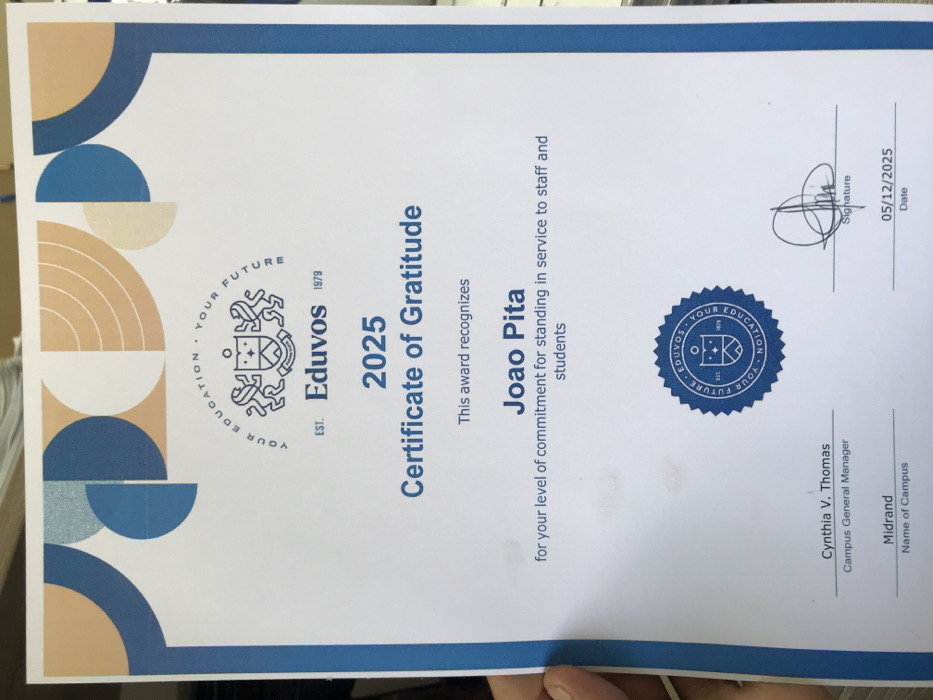 YOUR EDUCATION · YOUR FUTURE
EST. Eduvos 1979
2025
Certificate of Gratitude
This award recognizes
Joao Pita
for your level of commitment for standing in service to staff and
students
EDUVOS · YOUR EDUCATION · YOUR FUTURE ·
EST. 1979
Cynthia V. Thomas
Campus General Manager
Signature
Midrand
Name of Campus
05/12/2025
Date